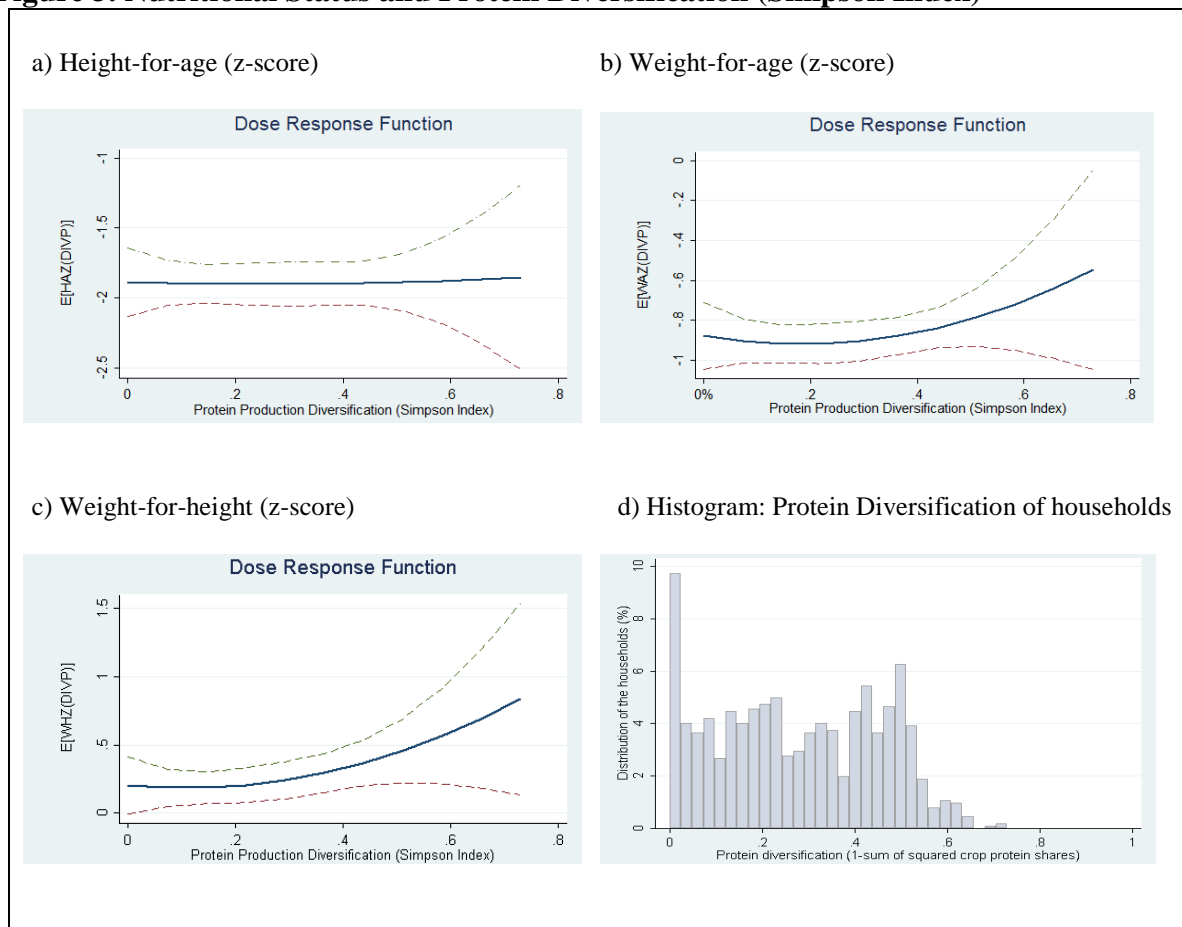 Figure 3. Nutritional Status and Protein Diversification (Simpson Index)
a) Height-for-age (z-score)
b) Weight-for-age (z-score)
Dose Response Function
E[HAZ(DIVP)]
-1
-1.5
-2
-2.5
0 .2 .4 .6 .8
Protein Production Diversification (Simpson Index)
Dose Response Function
E[WAZ(DIVP)]
0
-.2
-.4
-.6
-.8
-1
0% .2 .4 .6 .8
Protein Production Diversification (Simpson Index)
c) Weight-for-height (z-score)
d) Histogram: Protein Diversification of households
Dose Response Function
E[WHZ(DIVP)]
1.5
1
.5
0
0 .2 .4 .6 .8
Protein Production Diversification (Simpson Index)
Distribution of the households (%)
10
8
6
4
2
0
0 .2 .4 .6 .8 1
Protein diversification (1-sum of squared crop protein shares)